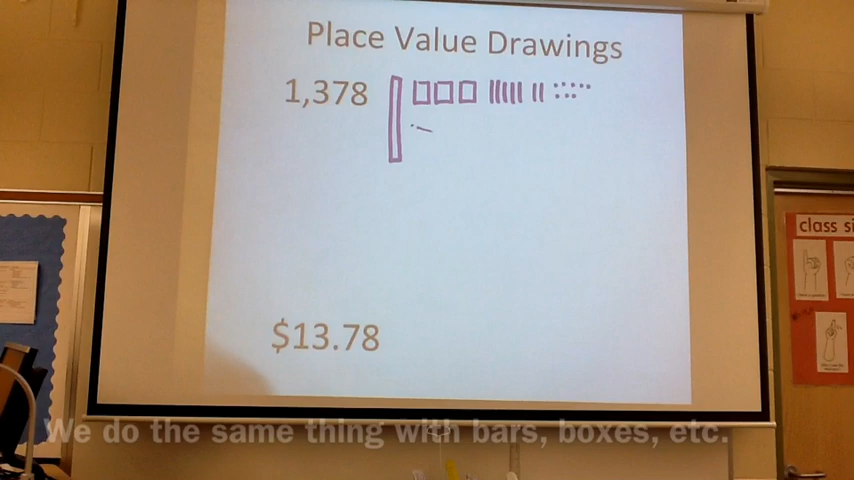 Place Value Drawings
1,378
$13.78
class si
We do the same thing with bars, boxes, etc.